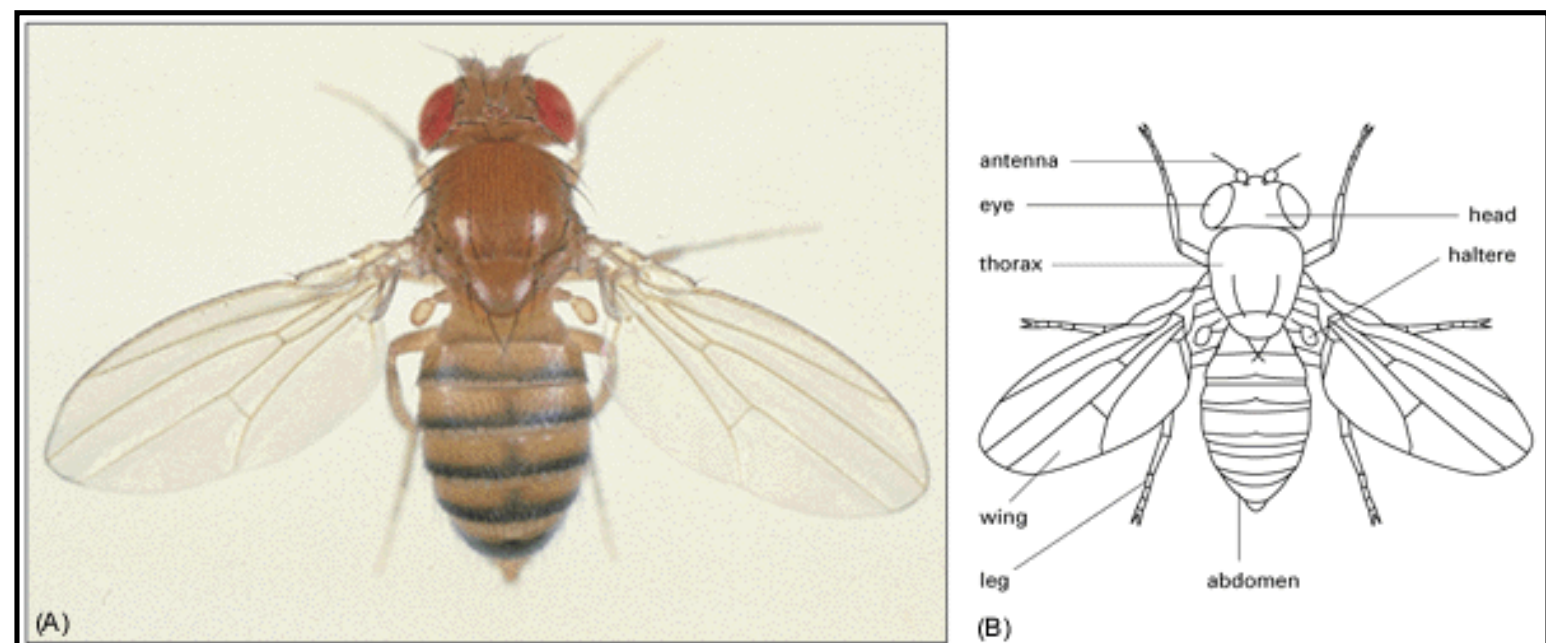 antenna
eye
head
haltere
thorax
wing
leg
abdomen
(A)
(B)